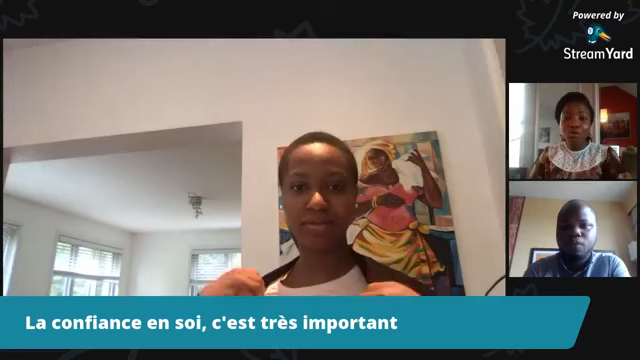 Powered by
StreamYard
La confiance en soi, c'est très important